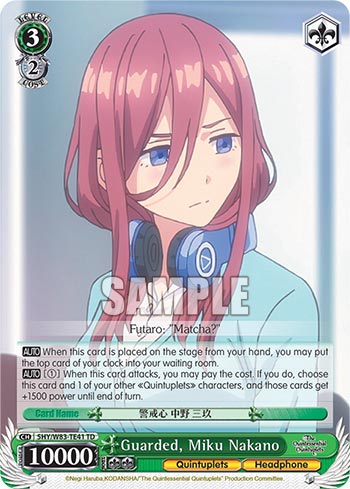 LEVEL
3
2
COST
SAMPLE
Futaro: "Matcha?"
AUTO When this card is placed on the stage from your hand, you may put
the top card of your clock into your waiting room.
AUTO [①] When this card attacks, you may pay the cost. If you do, choose
this card and 1 of your other «Quintuplets» characters, and those cards get
+1500 power until end of turn.
Card Name 警戒心 中野 三玖
CH 5HY/W83-TE41 TD Guarded, Miku Nakano The Quintessential Quintuplets
10000 Quintuplets Headphone
©Negi Haruba,KODANSHA/"The Quintessential Quintuplets" Production Committee.